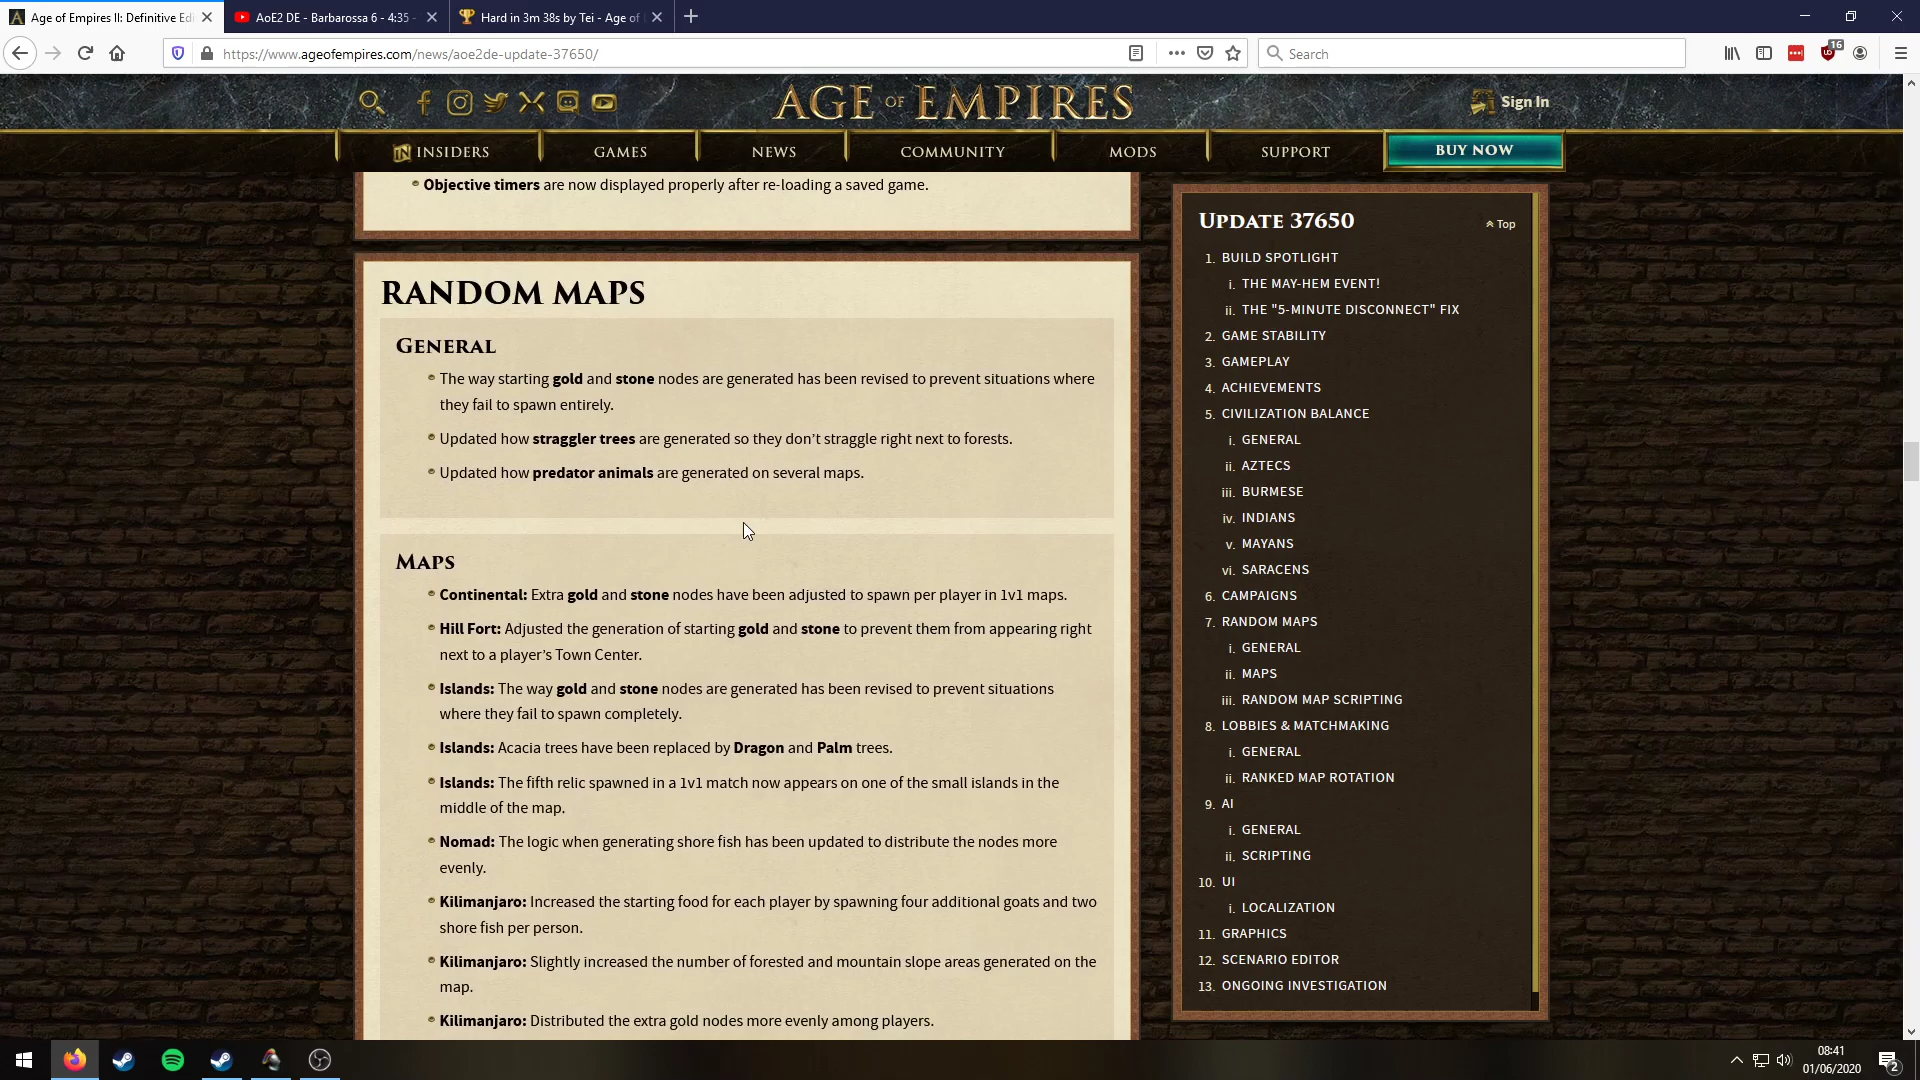 Age of Empires II: Definitive Edi
AoE2 DE - Barbarossa 6 - 4:35 -
Hard in 3m 38s by Tei - Age of
https://www.ageofempires.com/news/aoe2de-update-37650/
Search
16
AGE OF EMPIRES
Sign In
INSIDERS
GAMES
NEWS
COMMUNITY
MODS
SUPPORT
BUY NOW
Objective timers are now displayed properly after re-loading a saved game.
RANDOM MAPS
GENERAL
The way starting gold and stone nodes are generated has been revised to prevent situations where
they fail to spawn entirely.
Updated how straggler trees are generated so they don’t straggle right next to forests.
Updated how predator animals are generated on several maps.
MAPS
Continental: Extra gold and stone nodes have been adjusted to spawn per player in 1v1 maps.
Hill Fort: Adjusted the generation of starting gold and stone to prevent them from appearing right
next to a player’s Town Center.
Islands: The way gold and stone nodes are generated has been revised to prevent situations
where they fail to spawn completely.
Islands: Acacia trees have been replaced by Dragon and Palm trees.
Islands: The fifth relic spawned in a 1v1 match now appears on one of the small islands in the
middle of the map.
Nomad: The logic when generating shore fish has been updated to distribute the nodes more
evenly.
Kilimanjaro: Increased the starting food for each player by spawning four additional goats and two
shore fish per person.
Kilimanjaro: Slightly increased the number of forested and mountain slope areas generated on the
map.
Kilimanjaro: Distributed the extra gold nodes more evenly among players.
UPDATE 37650
Top
1. BUILD SPOTLIGHT
i. THE MAY-HEM EVENT!
ii. THE "5-MINUTE DISCONNECT" FIX
2. GAME STABILITY
3. GAMEPLAY
4. ACHIEVEMENTS
5. CIVILIZATION BALANCE
i. GENERAL
ii. AZTECS
iii. BURMESE
iv. INDIANS
v. MAYANS
vi. SARACENS
6. CAMPAIGNS
7. RANDOM MAPS
i. GENERAL
ii. MAPS
iii. RANDOM MAP SCRIPTING
8. LOBBIES & MATCHMAKING
i. GENERAL
ii. RANKED MAP ROTATION
9. AI
i. GENERAL
ii. SCRIPTING
10. UI
i. LOCALIZATION
11. GRAPHICS
12. SCENARIO EDITOR
13. ONGOING INVESTIGATION
08:41
01/06/2020
2